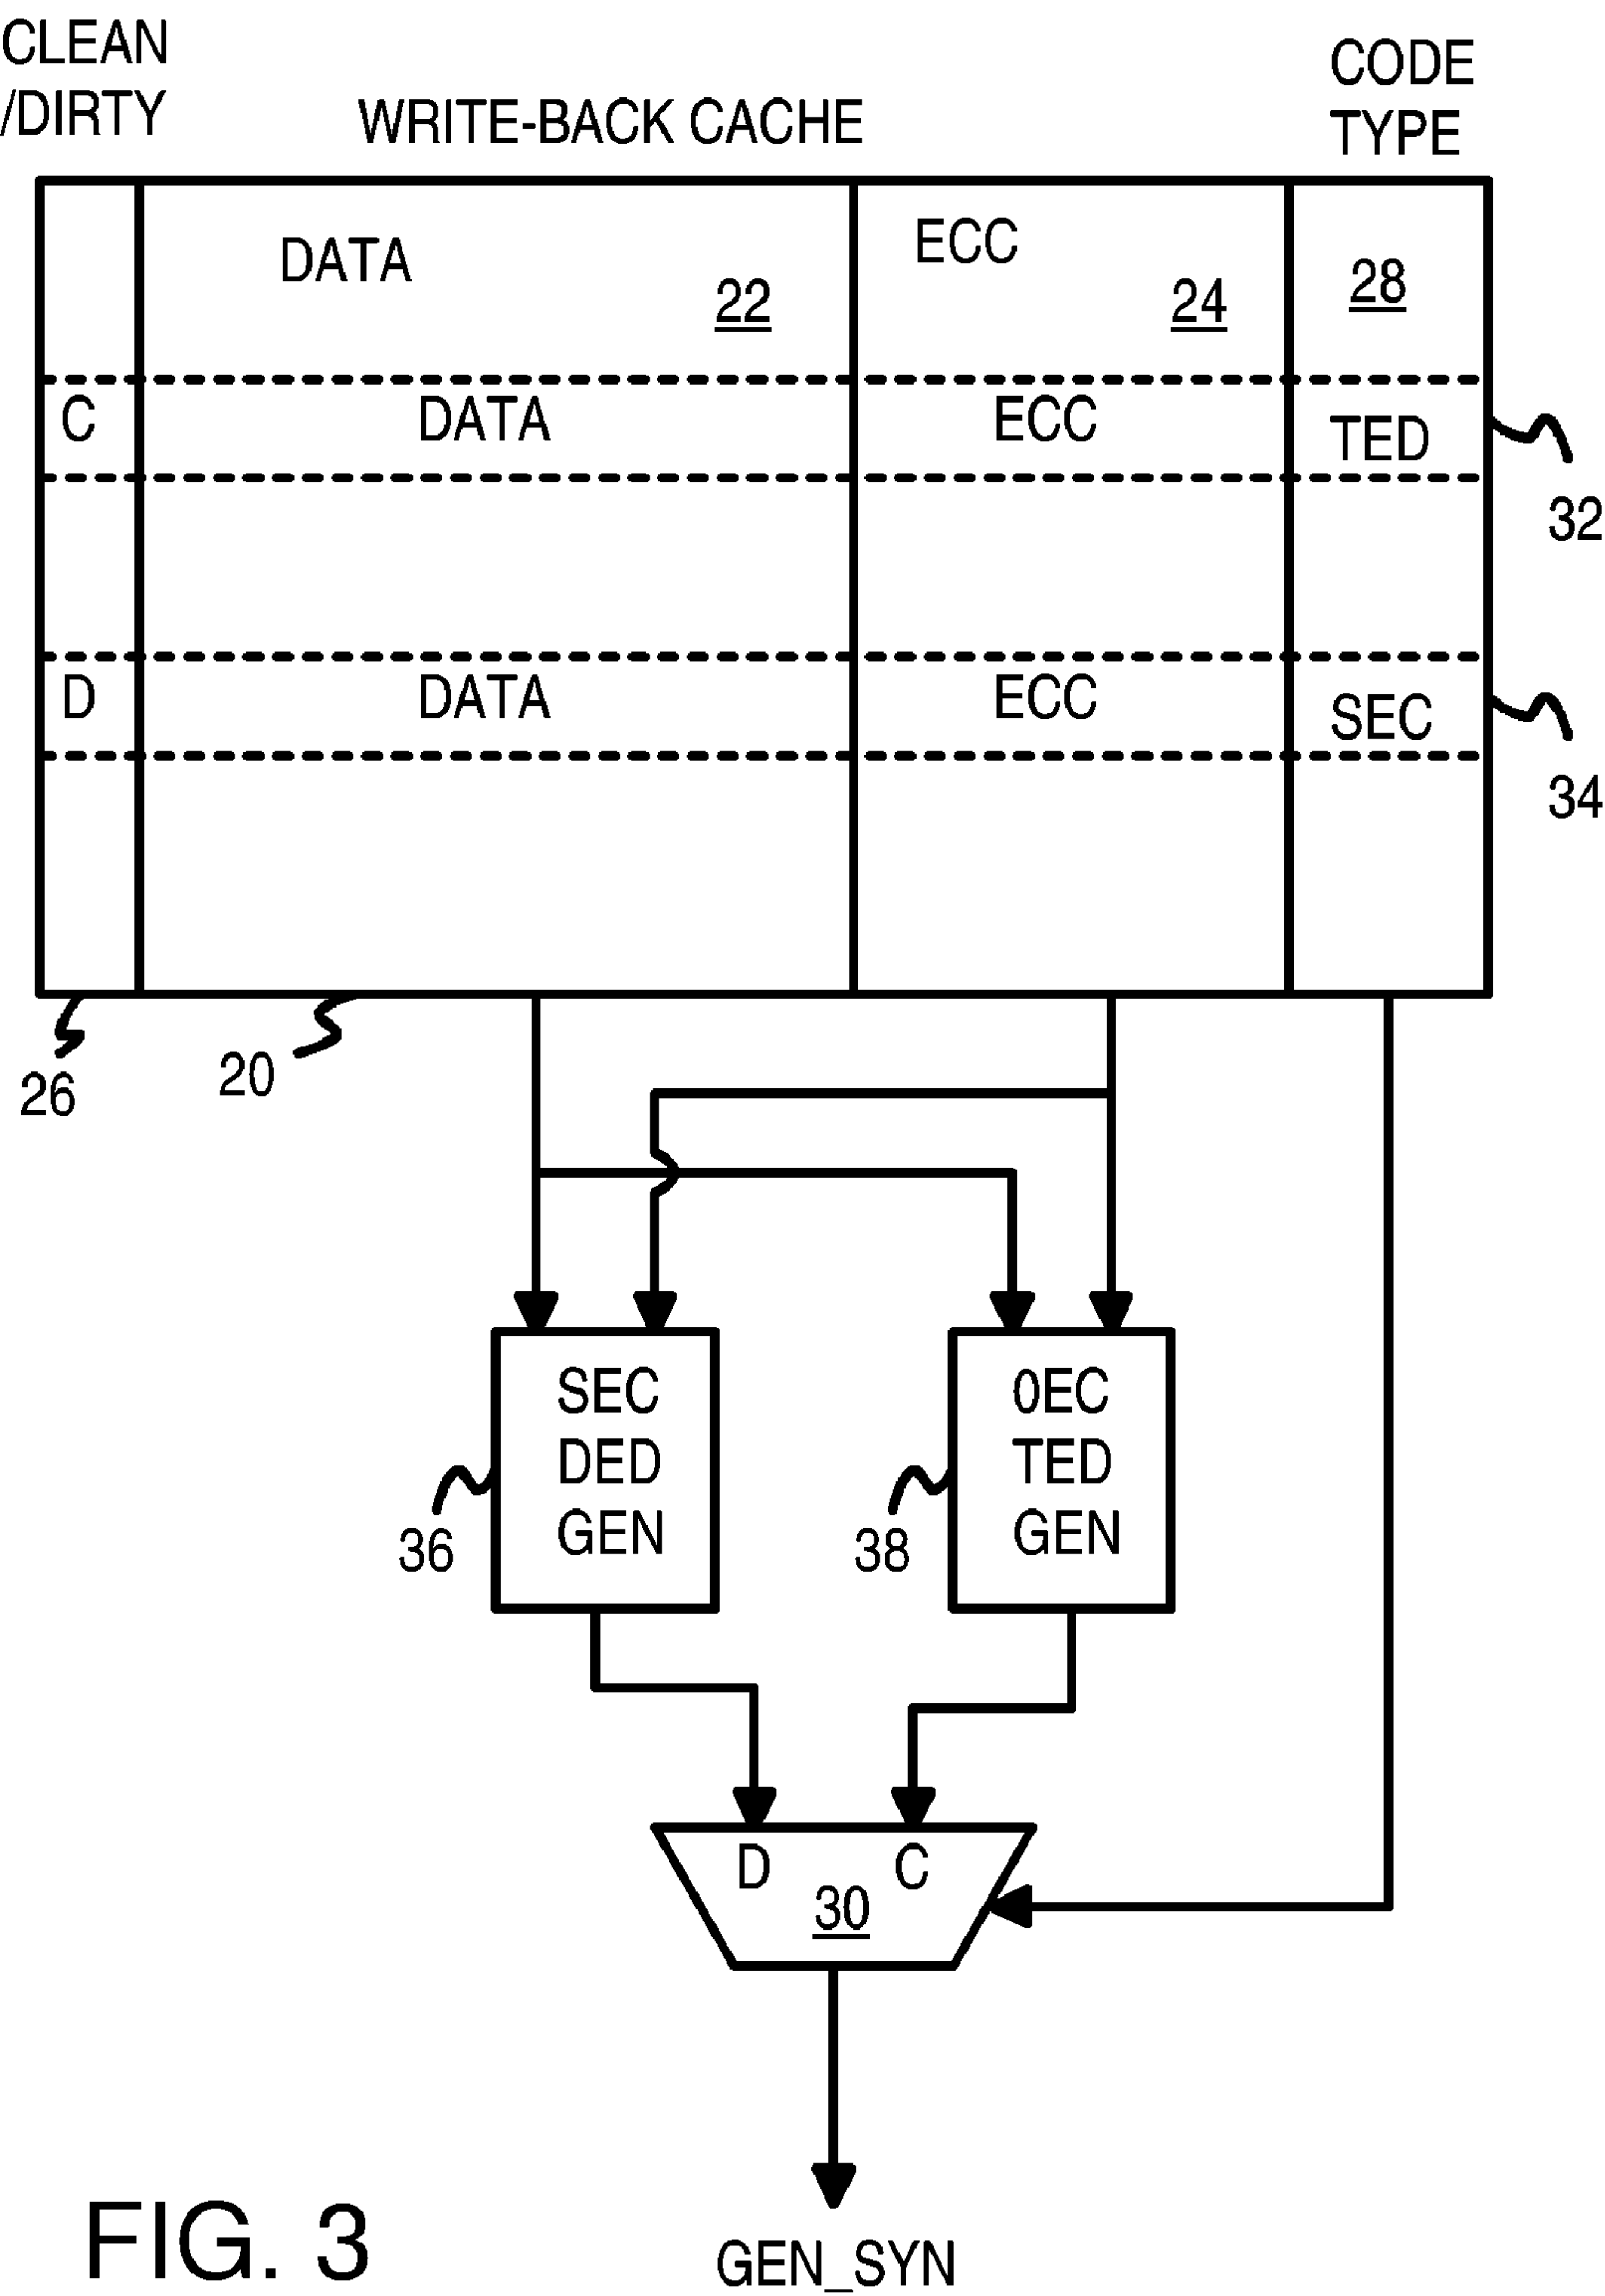 CLEAN
/DIRTY
WRITE-BACK CACHE
CODE
TYPE
DATA
22
ECC
24
28
C
DATA
ECC
TED
32
D
DATA
ECC
SEC
34
26
20
SEC
DED
GEN
36
0EC
TED
GEN
38
D
C
30
GEN_SYN
FIG. 3